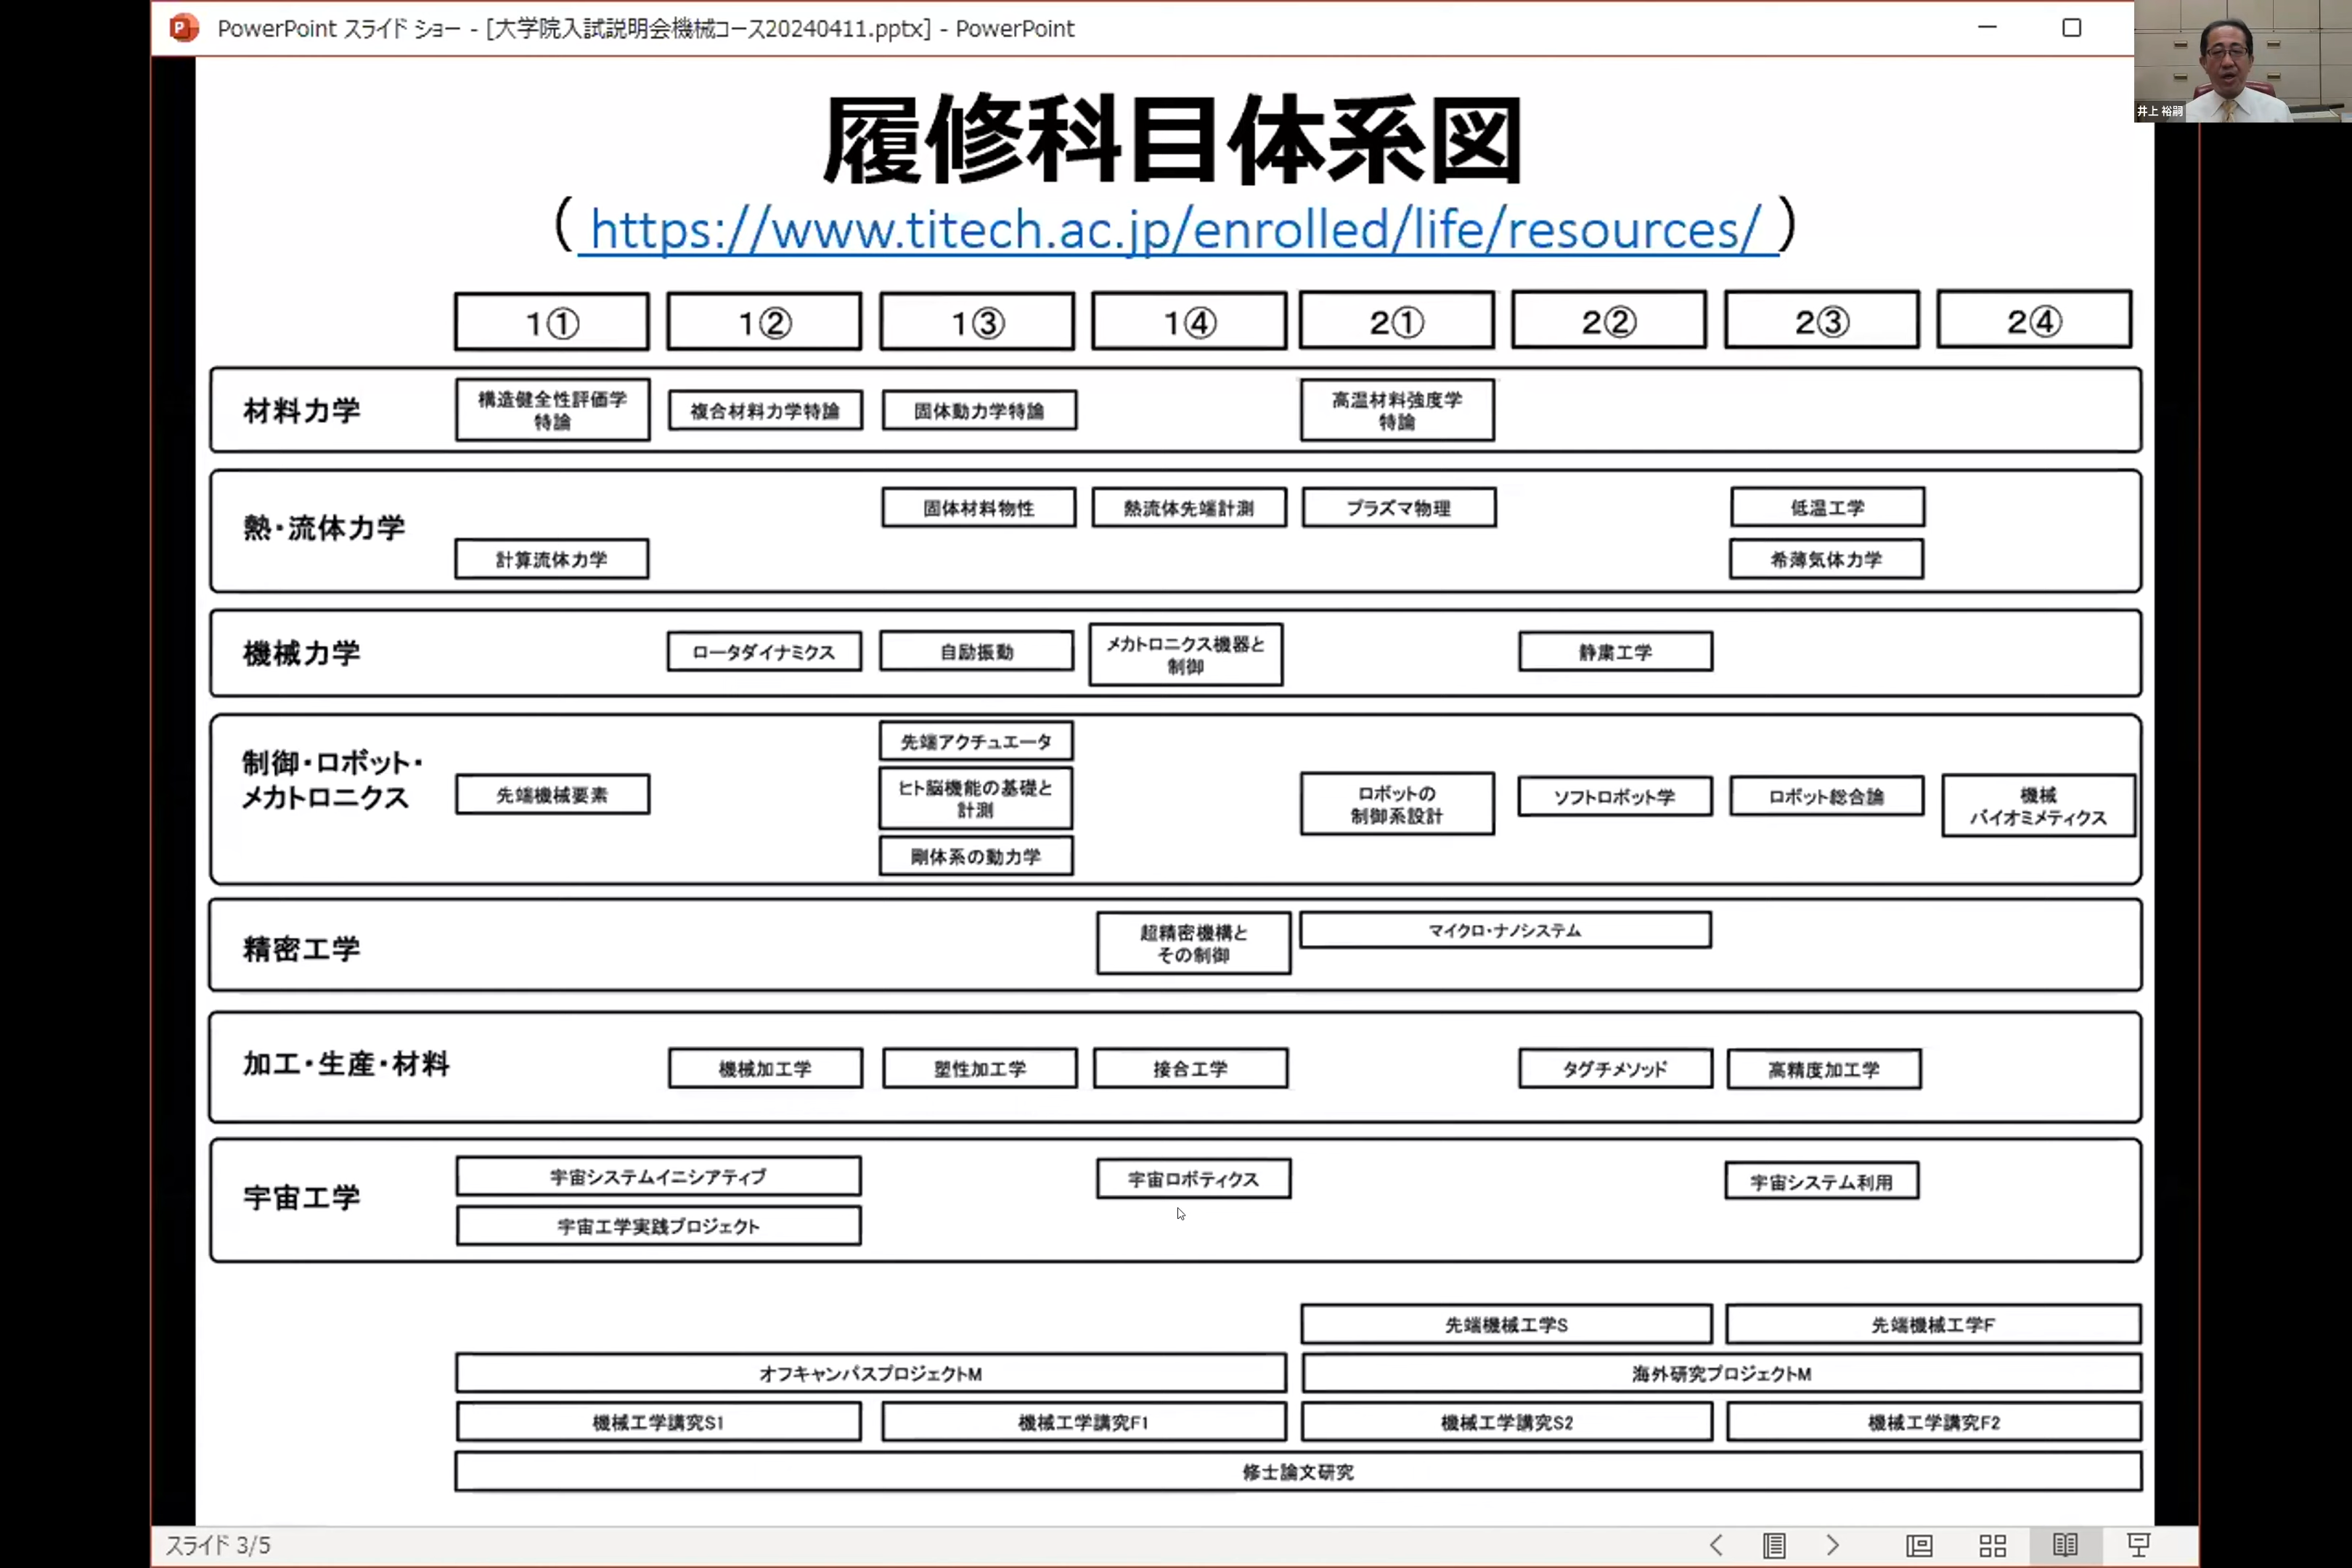 PowerPoint スライド ショー - [大学院入試説明会機械コース20240411.pptx] - PowerPoint
井上 裕嗣
履修科目体系図
( https://www.titech.ac.jp/enrolled/life/resources/ )
1① 1② 1③ 1④ 2① 2② 2③ 2④
材料力学
構造健全性評価学
特論
複合材料力学特論
固体動力学特論
高温材料強度学
特論
熱・流体力学
固体材料物性
熱流体先端計測
プラズマ物理
低温工学
計算流体力学
希薄気体力学
機械力学
ロータダイナミクス
自励振動
メカトロニクス機器と
制御
静粛工学
制御・ロボット・
メカトロニクス
先端機械要素
先端アクチュエータ
ヒト脳機能の基礎と
計測
剛体系の動力学
ロボットの
制御系設計
ソフトロボット学
ロボット総合論
機械
バイオミメティクス
精密工学
超精密機構と
その制御
マイクロ・ナノシステム
加工・生産・材料
機械加工学
塑性加工学
接合工学
タグチメソッド
高精度加工学
宇宙工学
宇宙システムイニシアティブ
宇宙工学実践プロジェクト
宇宙ロボティクス
宇宙システム利用
先端機械工学S
先端機械工学F
オフキャンパスプロジェクトM
海外研究プロジェクトM
機械工学講究S1
機械工学講究F1
機械工学講究S2
機械工学講究F2
修士論文研究
スライド 3/5